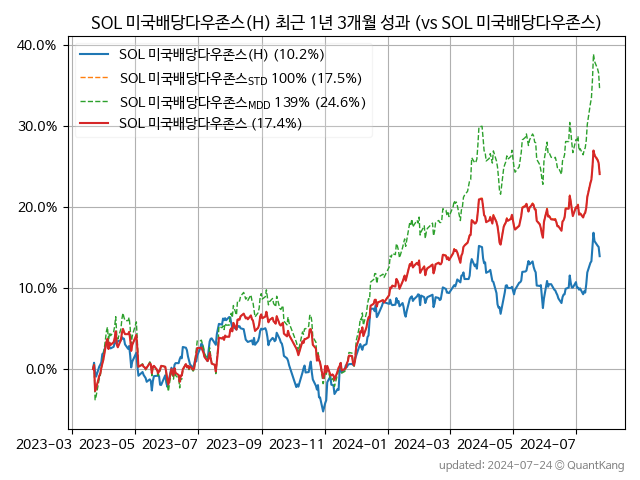 SOL 미국배당다우존스(H) 최근 1년 3개월 성과 (vs SOL 미국배당다우존스)
SOL 미국배당다우존스(H) (10.2%)
SOL 미국배당다우존스STD 100% (17.5%)
SOL 미국배당다우존스MDD 139% (24.6%)
SOL 미국배당다우존스 (17.4%)
40.0%
30.0%
20.0%
10.0%
0.0%
2023-03 2023-05 2023-07 2023-09 2023-11 2024-01 2024-03 2024-05 2024-07
updated: 2024-07-24 © QuantKang